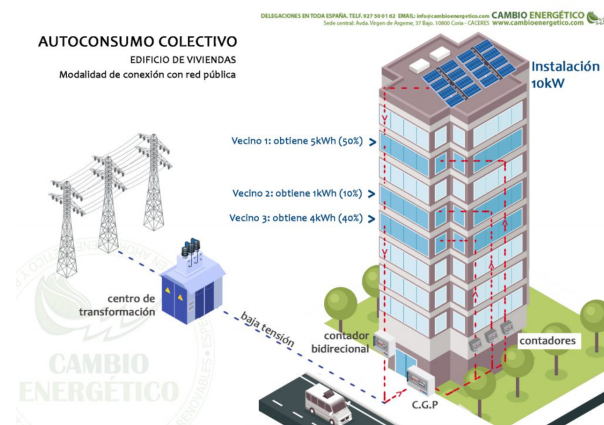 DELEGACIONES EN TODA ESPAÑA. TELF. 927 50 01 62 EMAIL: info@cambioenergetico.com CAMBIO ENERGÉTICO
Sede central: Avda. Virgen de Argeme, 37 Bajo. 10800 Coria - CÁCERES www.cambioenergetico.com
AUTOCONSUMO COLECTIVO
EDIFICIO DE VIVIENDAS
Modalidad de conexión con red pública
Instalación
10kW
Vecino 1: obtiene 5kWh (50%) >
Vecino 2: obtiene 1kWh (10%) >
Vecino 3: obtiene 4kWh (40%) >
centro de
transformación
baja tensión
contador
bidireccional
contadores
C.G.P
CAMBIO
ENERGÉTICO